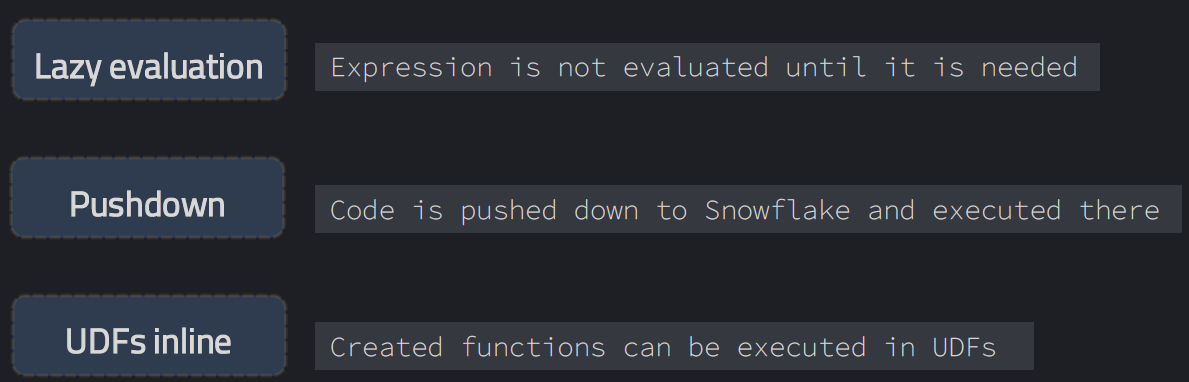 Lazy evaluation
Expression is not evaluated until it is needed
Pushdown
Code is pushed down to Snowflake and executed there
UDFs inline
Created functions can be executed in UDFs